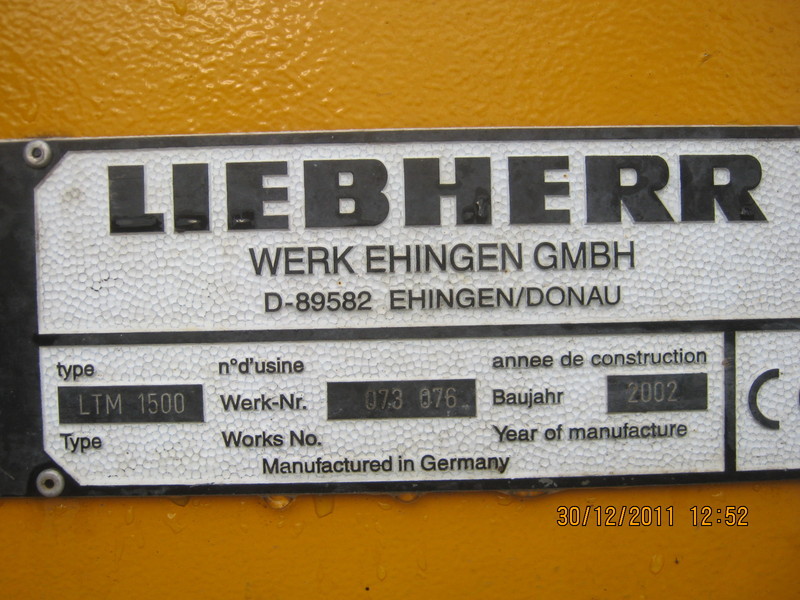 LIEBHERR
WERK EHINGEN GMBH
D-89582 EHINGEN/DONAU
type n°d'usine annee de construction
LTM 1500 Werk-Nr. 073 076 Baujahr 2002
Type Works No. Year of manufacture
Manufactured in Germany
30/12/2011 12:52